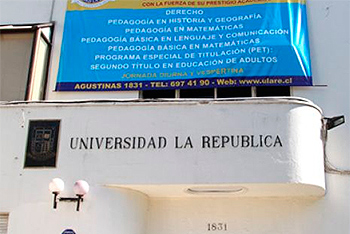 CON LA FUERZA DE SU PRESTIGIO ACADÉMICO
DERECHO
PEDAGOGÍA EN HISTORIA Y GEOGRAFÍA
PEDAGOGÍA EN MATEMÁTICAS
PEDAGOGÍA BÁSICA EN LENGUAJE Y COMUNICACIÓN
PEDAGOGÍA BÁSICA EN MATEMÁTICAS
PROGRAMA ESPECIAL DE TITULACIÓN (PET):
SEGUNDO TÍTULO EN EDUCACIÓN DE ADULTOS
JORNADA DIURNA Y VESPERTINA
AGUSTINAS 1831 - TEL: 697 41 90 - Web: www.ulare.cl
UNIVERSIDAD LA REPUBLICA
1831